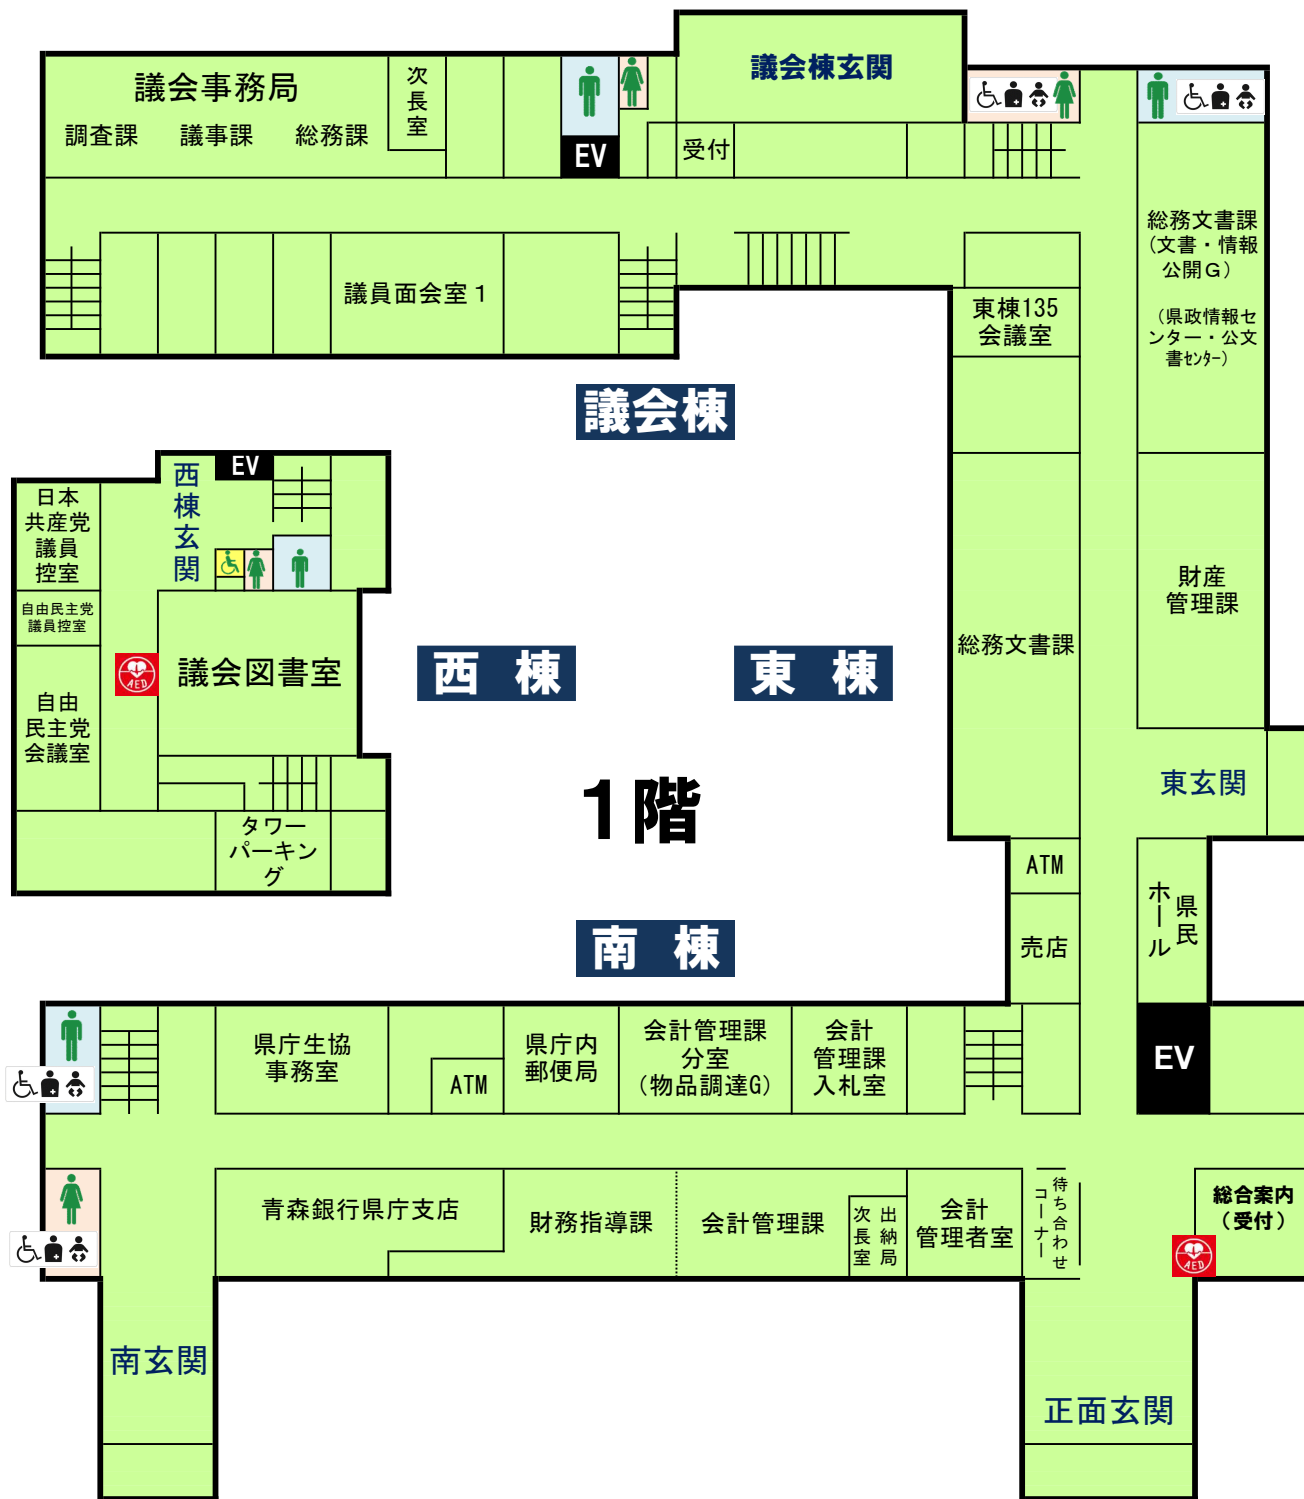 議会事務局
調査課　議事課　総務課
次長室
EV
議会棟玄関
受付
総務文書課
(文書・情報
公開G)
(県政情報セ
ンター・公文
書ｾﾝﾀｰ)
議員面会室1
東棟135
会議室
議会棟
西棟玄関
EV
日本
共産党
議員
控室
自由民主党
議員控室
自由
民主党
会議室
AED
議会図書室
タワー
パーキン
グ
西棟
東棟
1階
南棟
総務文書課
財産
管理課
東玄関
ATM
売店
県民
ホール
県庁生協
事務室
ATM
県庁内
郵便局
会計管理課
分室
(物品調達G)
会計
管理課
入札室
EV
青森銀行県庁支店
財務指導課
会計管理課
出納局
次長室
会計
管理者室
待ち合わせ
コーナー
総合案内
(受付)
AED
南玄関
正面玄関